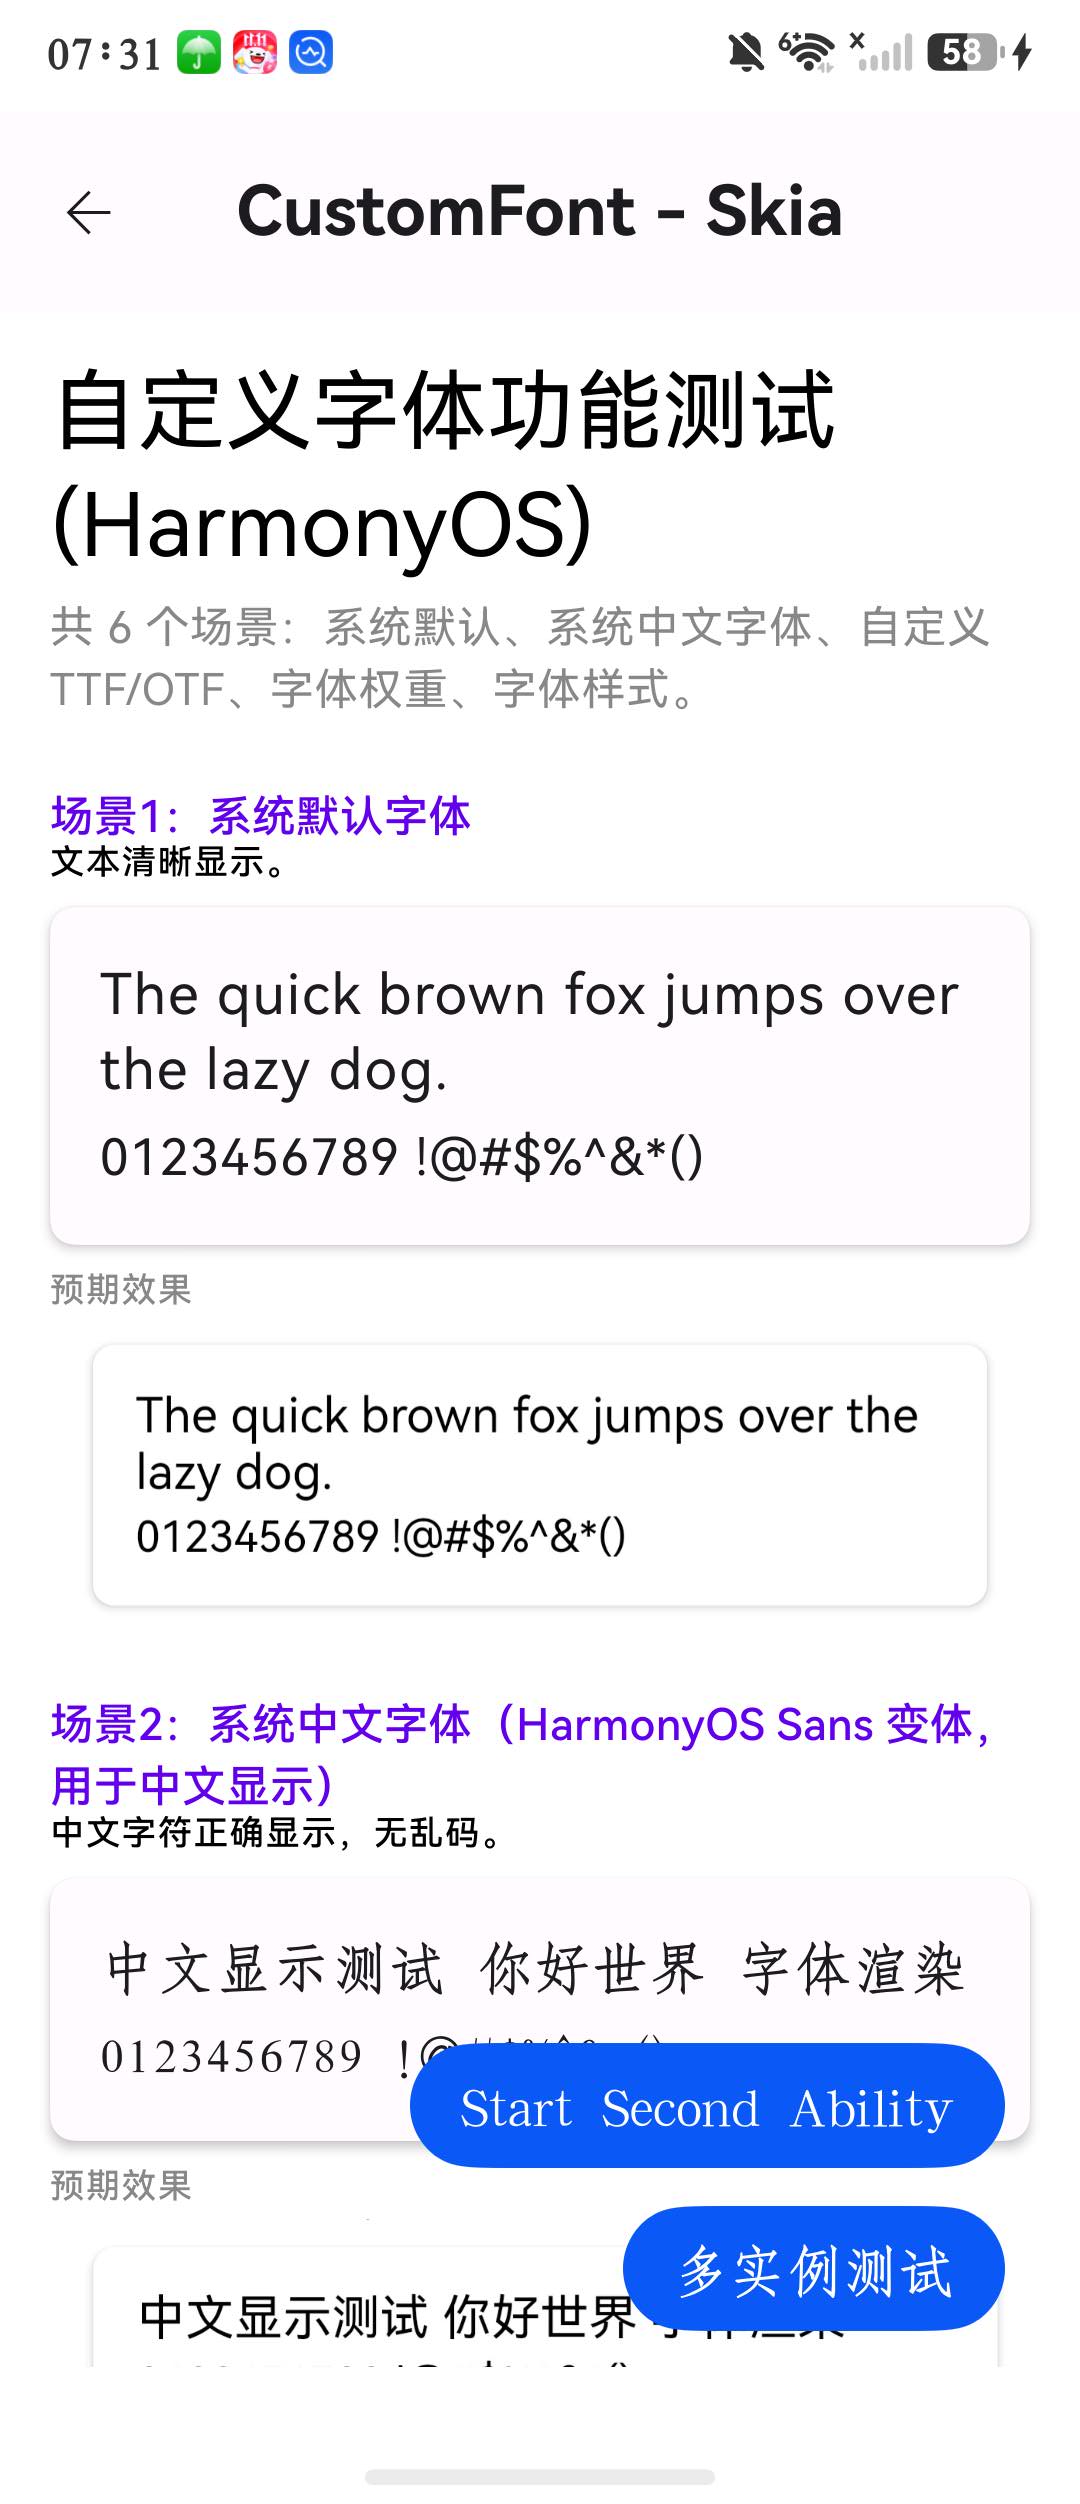 07:31
11.11
6+
58
CustomFont - Skia
自定义字体功能测试
(HarmonyOS)
共 6 个场景：系统默认、系统中文字体、自定义
TTF/OTF、字体权重、字体样式。
场景1：系统默认字体
文本清晰显示。
The quick brown fox jumps over
the lazy dog.
0123456789 !@#$%^&*()
预期效果
The quick brown fox jumps over the
lazy dog.
0123456789 !@#$%^&*()
场景2：系统中文字体（HarmonyOS Sans 变体，
用于中文显示）
中文字符正确显示，无乱码。
中文显示测试 你好世界 字体渲染
0123456789 !@
Start Second Ability
预期效果
多实例测试
中文显示测试 你好世界